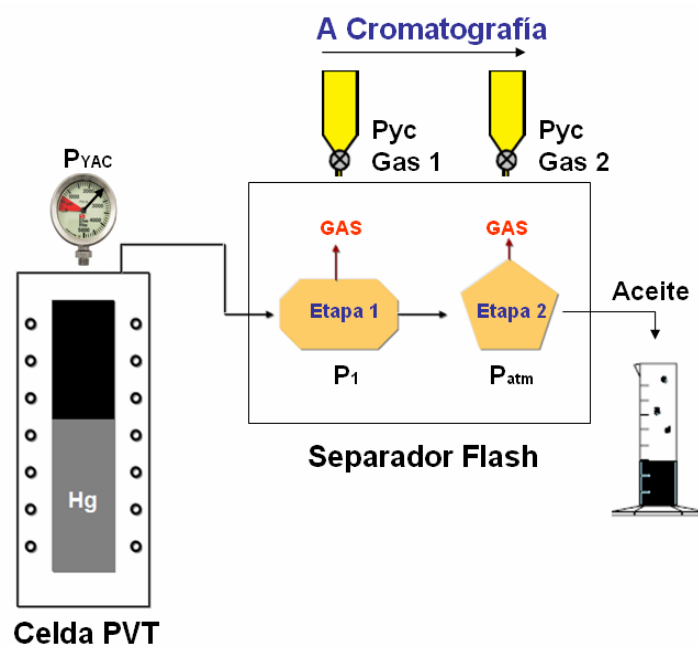 A Cromatografía
Pyc
Gas 1
Pyc
Gas 2
PYAC
GAS
GAS
Etapa 1
Etapa 2
Aceite
P1
Patm
Separador Flash
Hg
Celda PVT